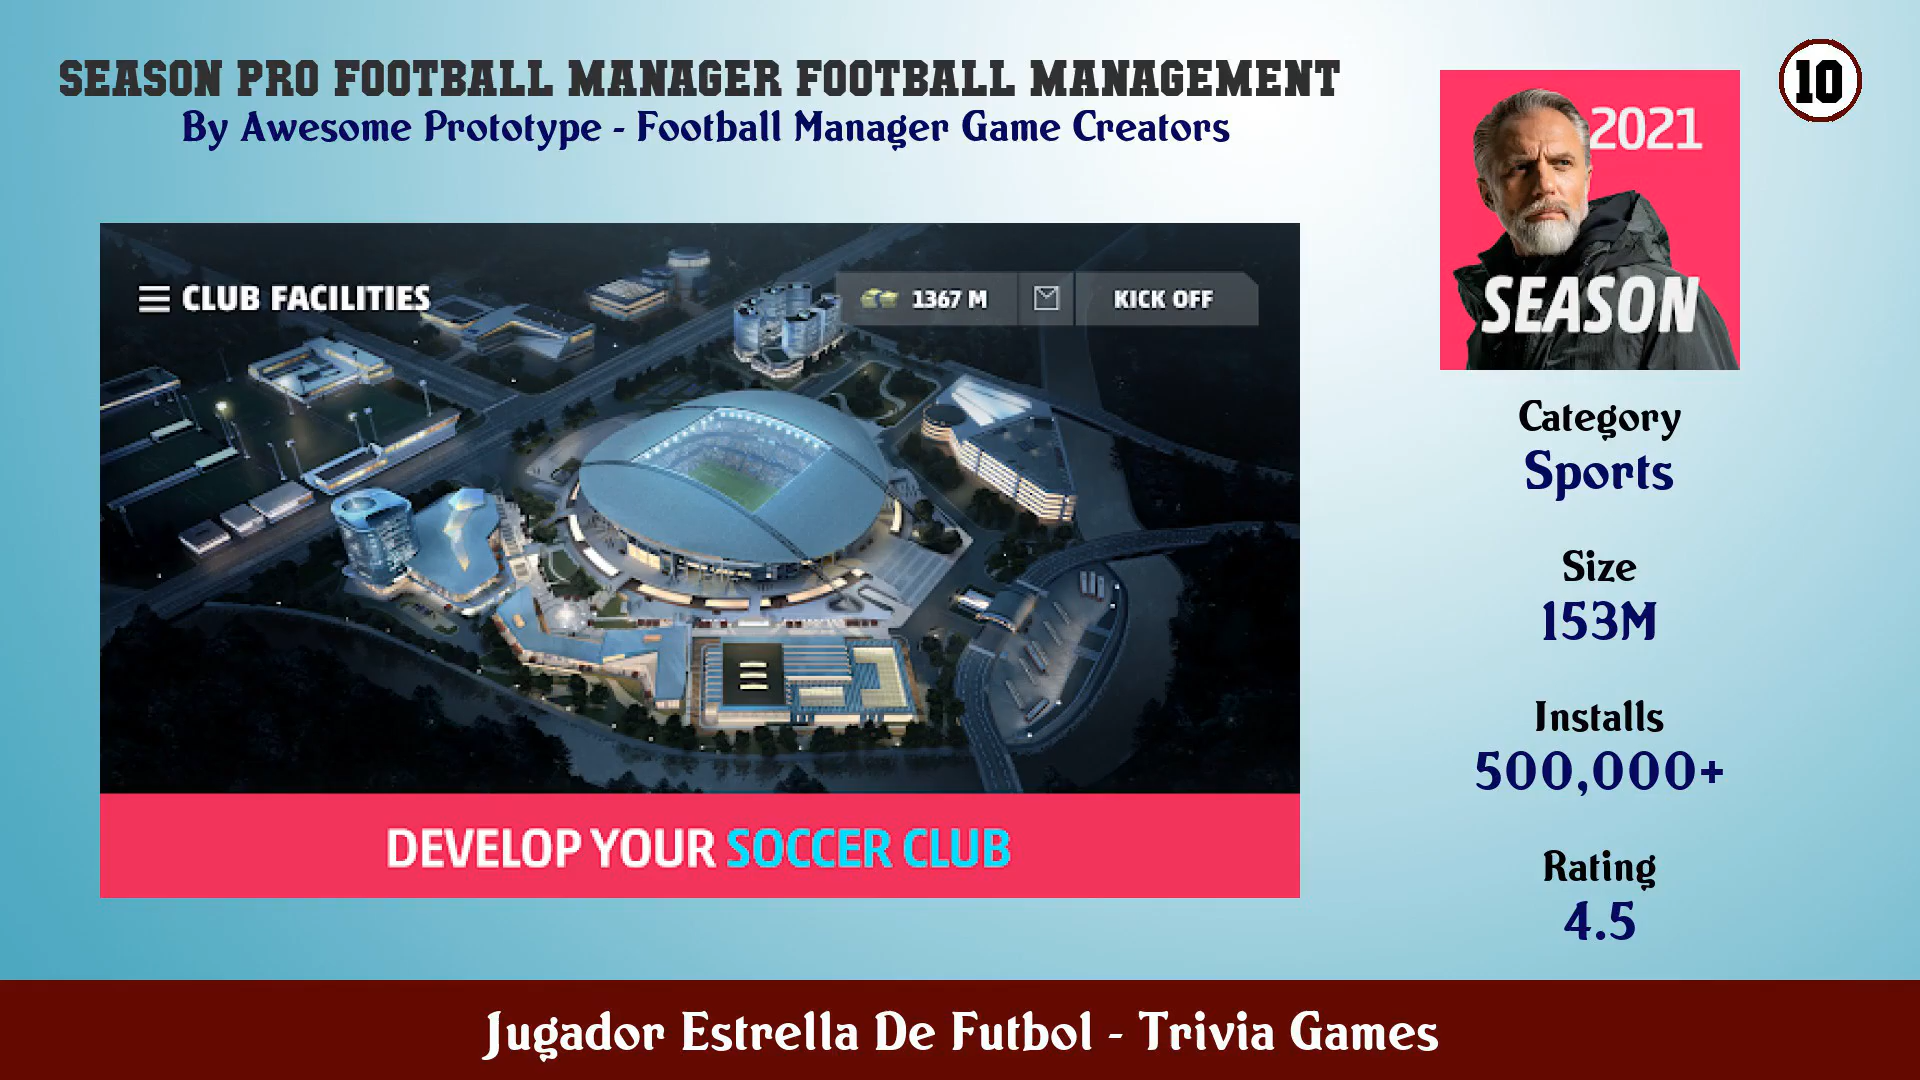 SEASON PRO FOOTBALL MANAGER FOOTBALL MANAGEMENT
By Awesome Prototype - Football Manager Game Creators
10
2021
SEASON
CLUB FACILITIES
1367 M
KICK OFF
DEVELOP YOUR SOCCER CLUB
Category
Sports
Size
153M
Installs
500,000+
Rating
4.5
Jugador Estrella De Futbol - Trivia Games